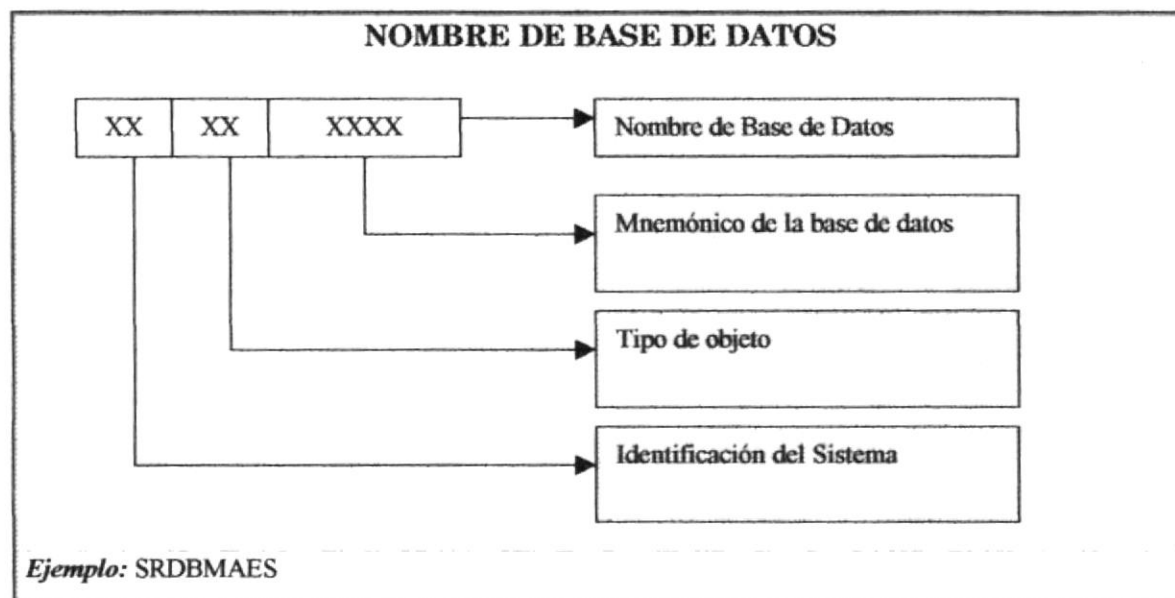 NOMBRE DE BASE DE DATOS
XX XX XXXX
Nombre de Base de Datos
Mnemónico de la base de datos
Tipo de objeto
Identificación del Sistema
Ejemplo: SRDBMAES